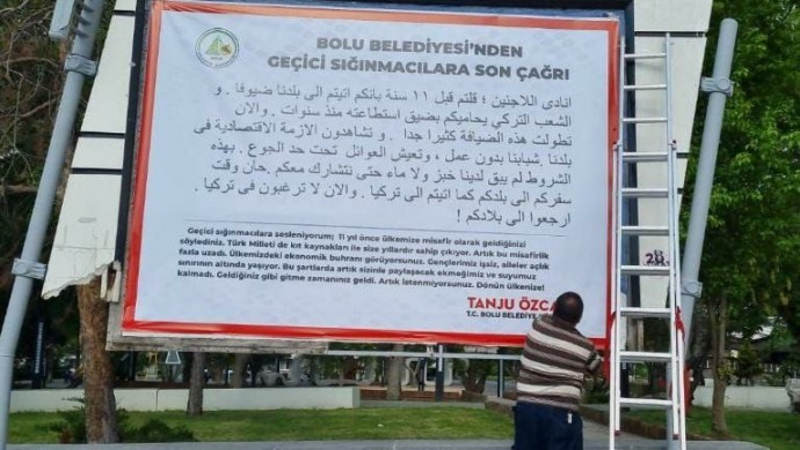 BOLU BELEDİYESİ'NDEN
GEÇİCİ SIĞINMACILARA SON ÇAĞRI
انادى اللاجنين ؛ قلتم قبل ١١ سنة بانكم اتيتم الى بلدنا ضيوفا . و
الشعب التركي يحاميكم بضيق استطاعته منذ سنوات . والان
تطولت هذه الضيافة كثيرا جدا . و تشاهدون الازمة الاقتصادية فى
بلدنا .شبابنا بدون عمل ، وتعيش العوائل تحت حد الجوع . بهذه
الشروط لم يبق لدينا خبز ولا ماء حتى نتشارك معكم .حان وقت
سفركم الى بلدكم كما اتيتم الى تركيا . والان لا ترغبون فى تركيا .
ارجعوا الى بلادكم !
Geçici sığınmacılara sesleniyorum; 11 yıl önce ülkemize misafir olarak geldiğinizi
söylediniz. Türk Milleti de kıt kaynakları ile size yıllardır sahip çıkıyor. Artık bu misafirlik
fazla uzadı. Ülkemizdeki ekonomik buhranı görüyorsunuz. Gençlerimiz işsiz, aileler açlık
sınırının altında yaşıyor. Bu şartlarda artık sizinle paylaşacak ekmeğimiz ve suyumuz
kalmadı. Geldiğiniz gibi gitme zamanınız geldi. Artık istenmiyorsunuz. Dönün ülkenize!
TANJU ÖZCA
T.C. BOLU BELEDİYE